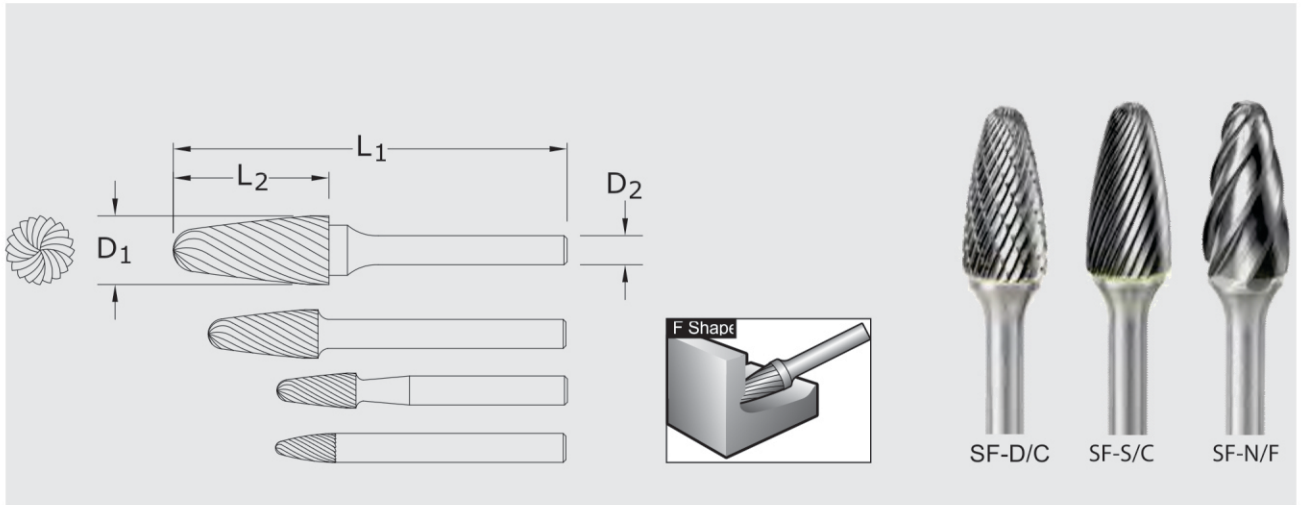 L1
L2
D2
D1
F Shape
SF-D/C
SF-S/C
SF-N/F